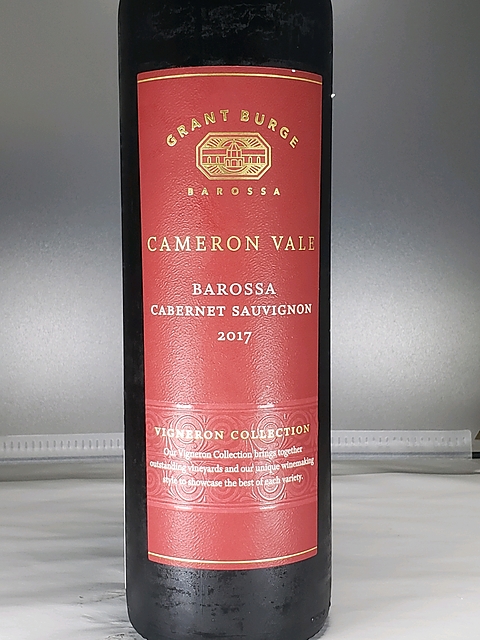 GRANT BURGE
BAROSSA
CAMERON VALE
BAROSSA
CABERNET SAUVIGNON
2017
VIGNERON COLLECTION
Our Vigneron Collection brings together
outstanding vineyards and our unique winemaking
style to showcase the best of each variety.